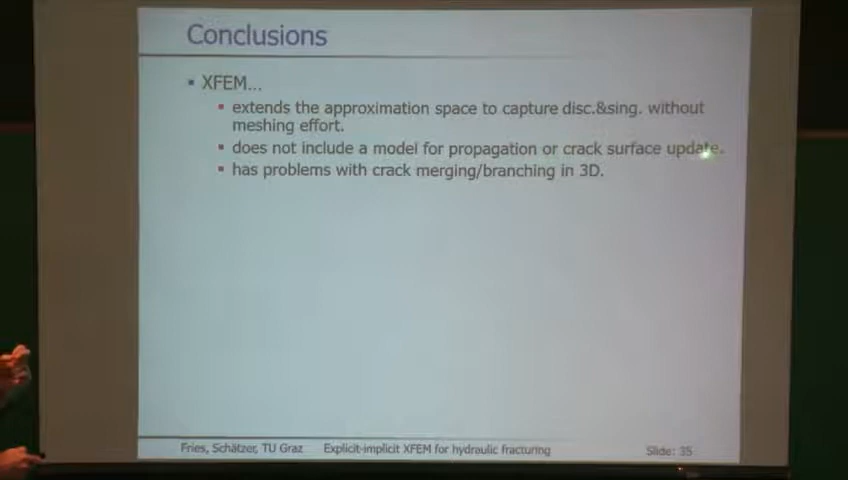 Conclusions
▪ XFEM...
▪ extends the approximation space to capture disc.&sing. without
meshing effort.
▪ does not include a model for propagation or crack surface update.
▪ has problems with crack merging/branching in 3D.
Fries, Schätzer, TU Graz Explicit-implicit XFEM for hydraulic fracturing Slide: 35